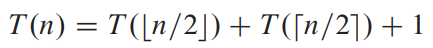 T(n) = T(⌊n/2⌋) + T(⌈n/2⌉) + 1